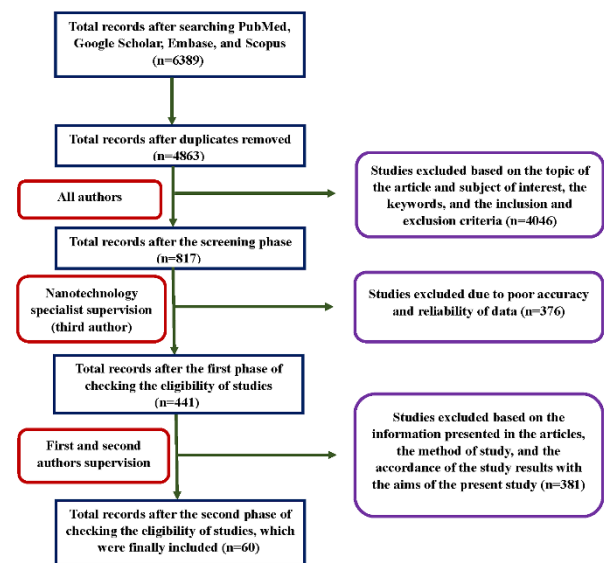 Total records after searching PubMed,
Google Scholar, Embase, and Scopus
(n=6389)
Total records after duplicates removed
(n=4863)
All authors
Studies excluded based on the topic of
the article and subject of interest, the
keywords, and the inclusion and
exclusion criteria (n=4046)
Total records after the screening phase
(n=817)
Nanotechnology
specialist supervision
(third author)
Studies excluded due to poor accuracy
and reliability of data (n=376)
Total records after the first phase of
checking the eligibility of studies
(n=441)
First and second
authors supervision
Studies excluded based on the
information presented in the articles,
the method of study, and the
accordance of the study results with
the aims of the present study (n=381)
Total records after the second phase of
checking the eligibility of studies, which
were finally included (n=60)